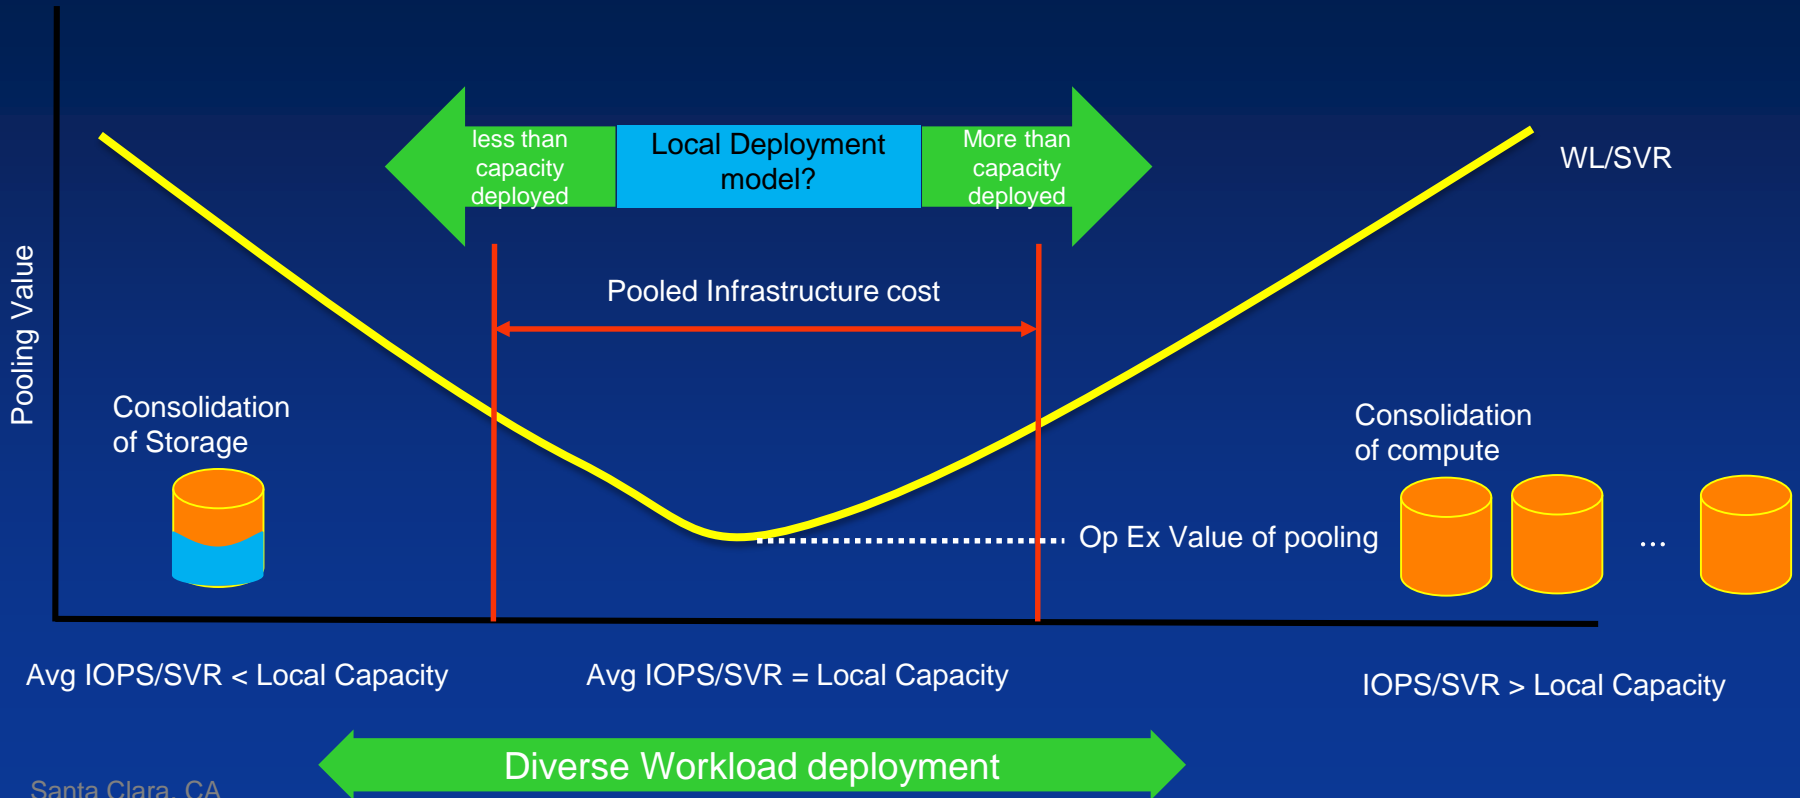 less than
capacity
deployed
Local Deployment
model?
More than
capacity
deployed
WL/SVR
Pooling Value
Pooled Infrastructure cost
Consolidation
of Storage
Consolidation
of compute
Op Ex Value of pooling
...
Avg IOPS/SVR < Local Capacity
Avg IOPS/SVR = Local Capacity
IOPS/SVR > Local Capacity
Diverse Workload deployment
Santa Clara, CA